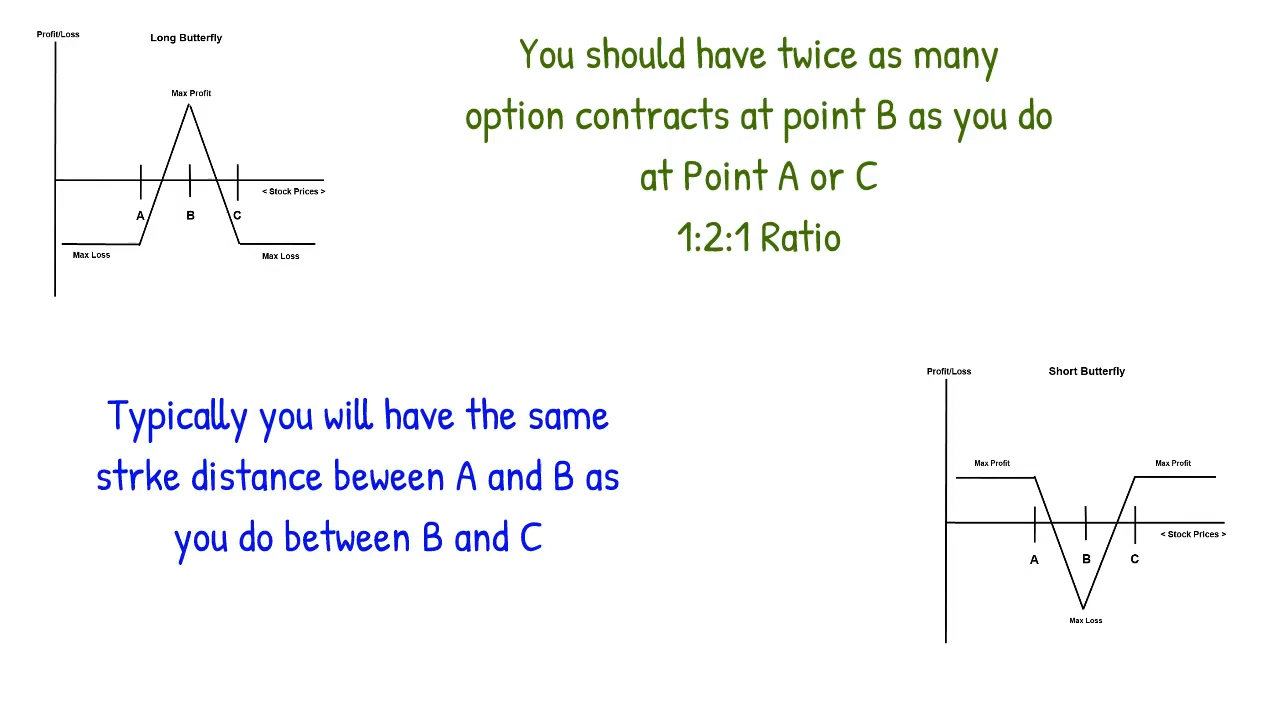 Profit/Loss
Long Butterfly
Max Profit
< Stock Prices >
A
B
C
Max Loss
Max Loss
You should have twice as many
option contracts at point B as you do
at Point A or C
1:2:1 Ratio
Typically you will have the same
strke distance beween A and B as
you do between B and C
Profit/Loss
Short Butterfly
Max Profit
Max Profit
< Stock Prices >
A
B
C
Max Loss